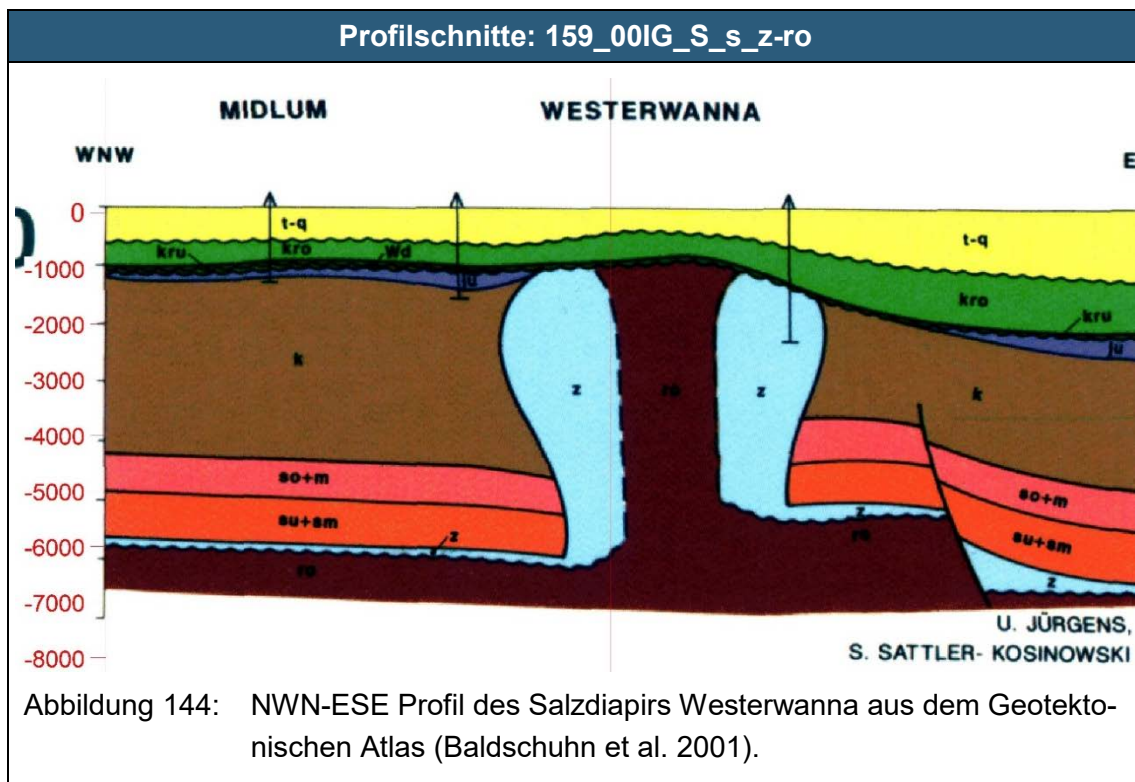 Profilschnitte: 159_00IG_S_s_z-ro
MIDLUM WESTERWANNA
WNW E
0
-1000
-2000
-3000
-4000
-5000
-6000
-7000
-8000
t-q t-q
kru kro Wd
ju
kro kru
ju
k z ro z k
so+m so+m
su+sm su+sm
z z z
ro ro
U. JÜRGENS,
S. SATTLER- KOSINOWSKI
Abbildung 144: NWN-ESE Profil des Salzdiapirs Westerwanna aus dem Geotekto-
nischen Atlas (Baldschuhn et al. 2001).